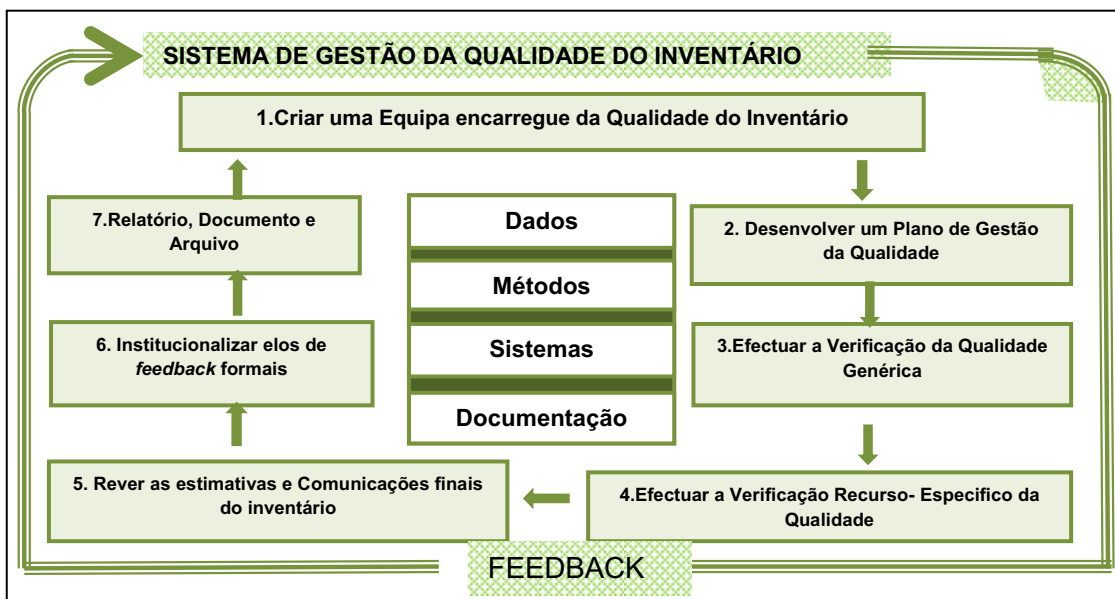 SISTEMA DE GESTÃO DA QUALIDADE DO INVENTÁRIO
1.Criar uma Equipa encarregue da Qualidade do Inventário
2. Desenvolver um Plano de Gestão
da Qualidade
3.Efectuar a Verificação da Qualidade
Genérica
4.Efectuar a Verificação Recurso- Especifico da
Qualidade
5. Rever as estimativas e Comunicações finais
do inventário
6. Institucionalizar elos de
feedback formais
7.Relatório, Documento e
Arquivo
Dados
Métodos
Sistemas
Documentação
FEEDBACK